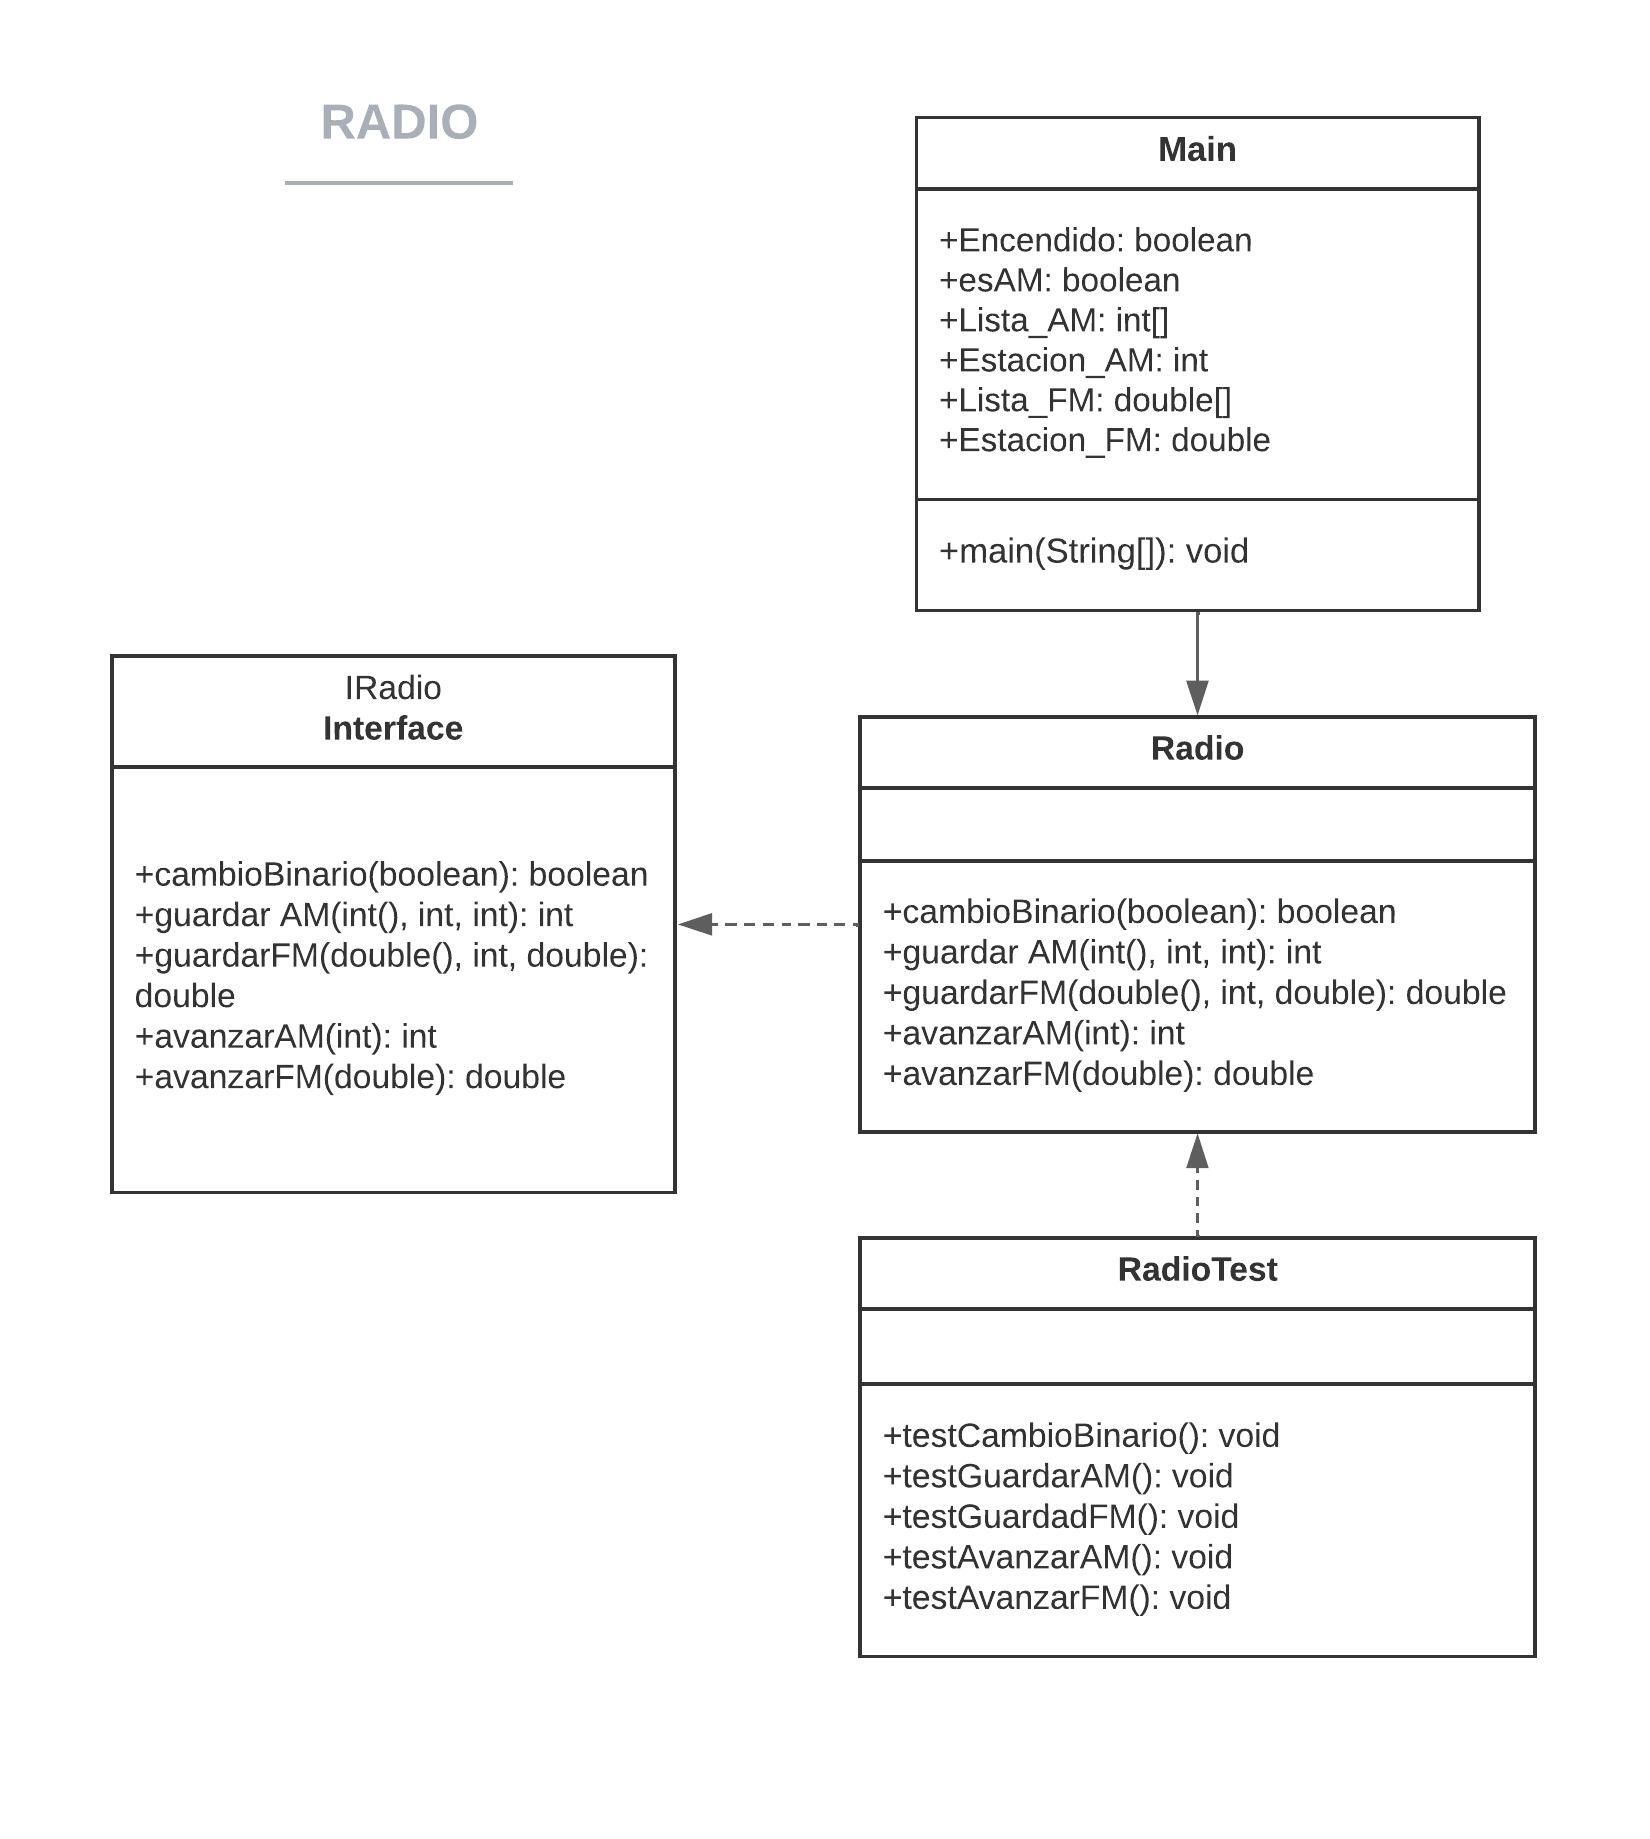 RADIO
Main
+Encendido: boolean
+esAM: boolean
+Lista_AM: int[]
+Estacion_AM: int
+Lista_FM: double[]
+Estacion_FM: double
+main(String[]): void
IRadio
Interface
+cambioBinario(boolean): boolean
+guardar AM(int(), int, int): int
+guardarFM(double(), int, double):
double
+avanzarAM(int): int
+avanzarFM(double): double
Radio
+cambioBinario(boolean): boolean
+guardar AM(int(), int, int): int
+guardarFM(double(), int, double): double
+avanzarAM(int): int
+avanzarFM(double): double
RadioTest
+testCambioBinario(): void
+testGuardarAM(): void
+testGuardadFM(): void
+testAvanzarAM(): void
+testAvanzarFM(): void